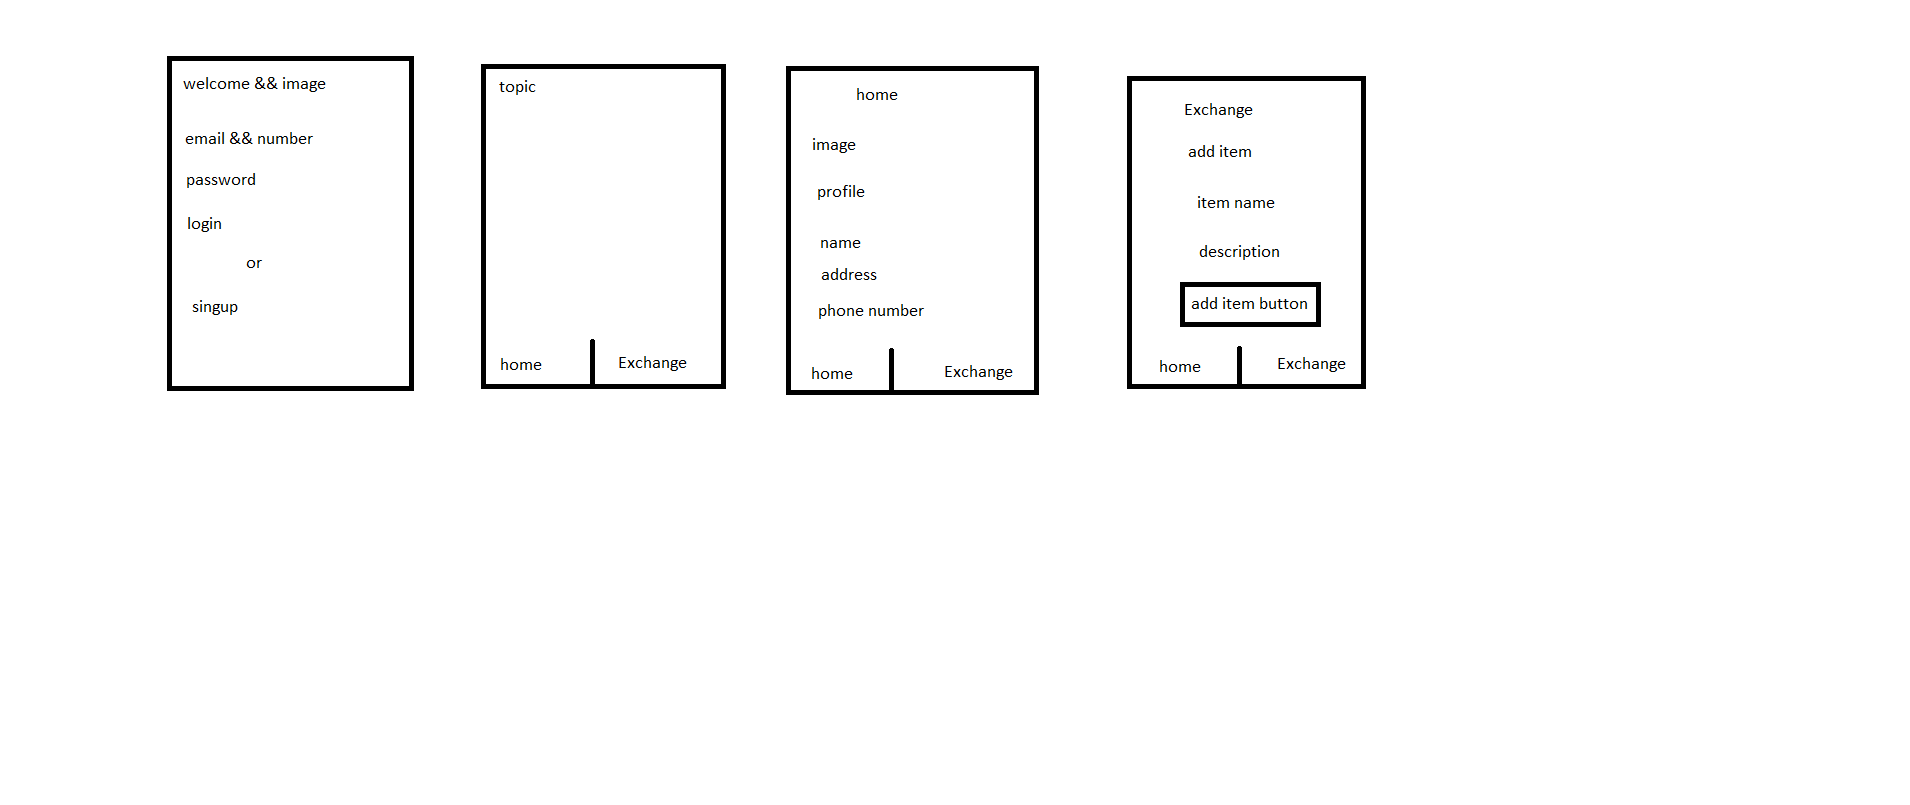 welcome && image
email && number
password
login
or
singup
topic
home
Exchange
home
image
profile
name
address
phone number
home
Exchange
Exchange
add item
item name
description
add item button
home
Exchange